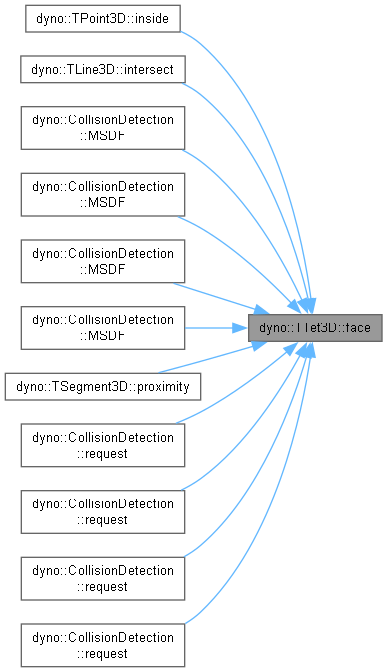 dyno::TPoint3D::inside
dyno::TLine3D::intersect
dyno::CollisionDetection
::MSDF
dyno::CollisionDetection
::MSDF
dyno::CollisionDetection
::MSDF
dyno::CollisionDetection
::MSDF
dyno::TTet3D::face
dyno::TSegment3D::proximity
dyno::CollisionDetection
::request
dyno::CollisionDetection
::request
dyno::CollisionDetection
::request
dyno::CollisionDetection
::request